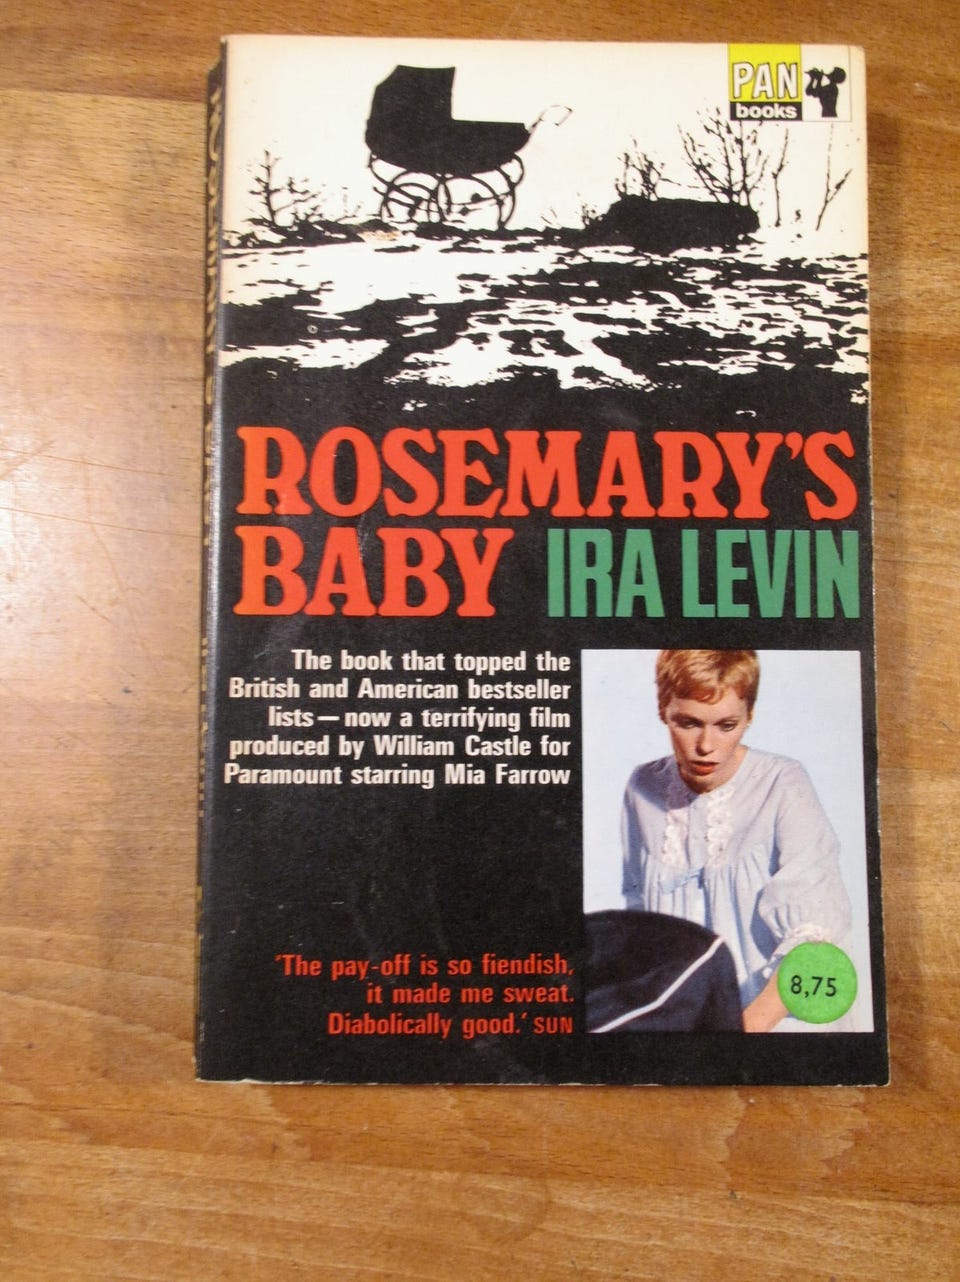 PAN
books
ROSEMARY'S
BABY IRA LEVIN
The book that topped the
British and American bestseller
lists—now a terrifying film
produced by William Castle for
Paramount starring Mia Farrow
'The pay-off is so fiendish,
it made me sweat.
Diabolically good.' SUN
8,75